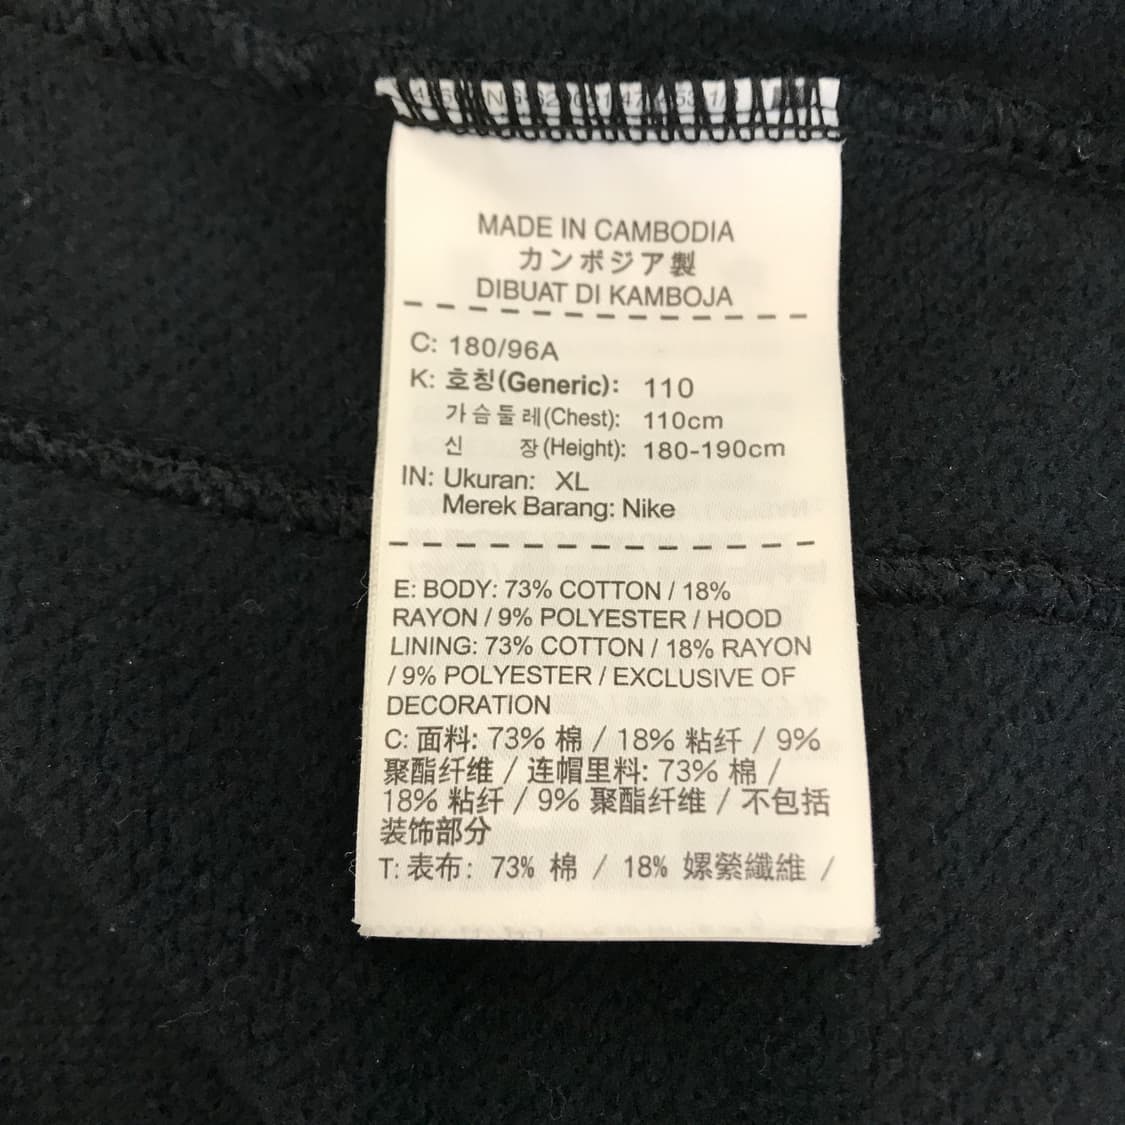 MADE IN CAMBODIA
カンボジア製
DIBUAT DI KAMBOJA
C: 180/96A
K: 호칭(Generic): 110
가슴둘레(Chest): 110cm
신 장(Height): 180-190cm
IN: Ukuran: XL
Merek Barang: Nike
E: BODY: 73% COTTON / 18%
RAYON / 9% POLYESTER / HOOD
LINING: 73% COTTON / 18% RAYON
/ 9% POLYESTER / EXCLUSIVE OF
DECORATION
C: 面料: 73% 棉 / 18% 粘纤 / 9%
聚酯纤维 / 连帽里料: 73% 棉 /
18% 粘纤 / 9% 聚酯纤维 / 不包括
装饰部分
T: 表布: 73% 棉 / 18% 嫘縈纖維 /